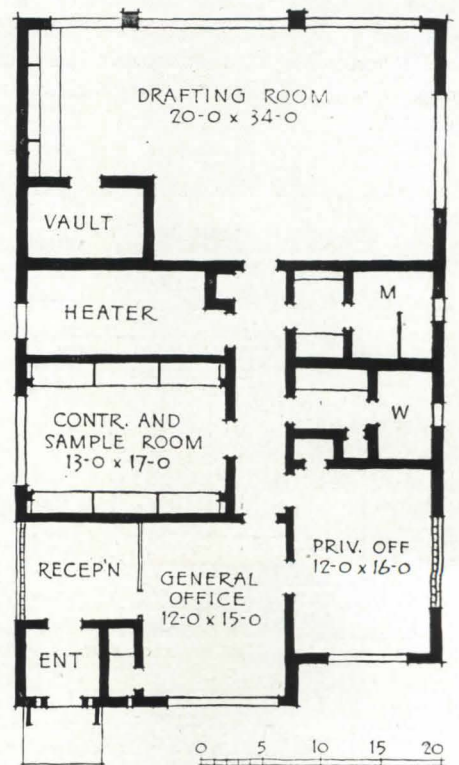 DRAFTING ROOM
20-0 x 34-0
VAULT
M
HEATER
W
CONTR. AND
SAMPLE ROOM
13-0 x 17-0
PRIV. OFF
12-0 x 16-0
RECEP'N
GENERAL
OFFICE
12-0 x 15-0
ENT
0 5 10 15 20